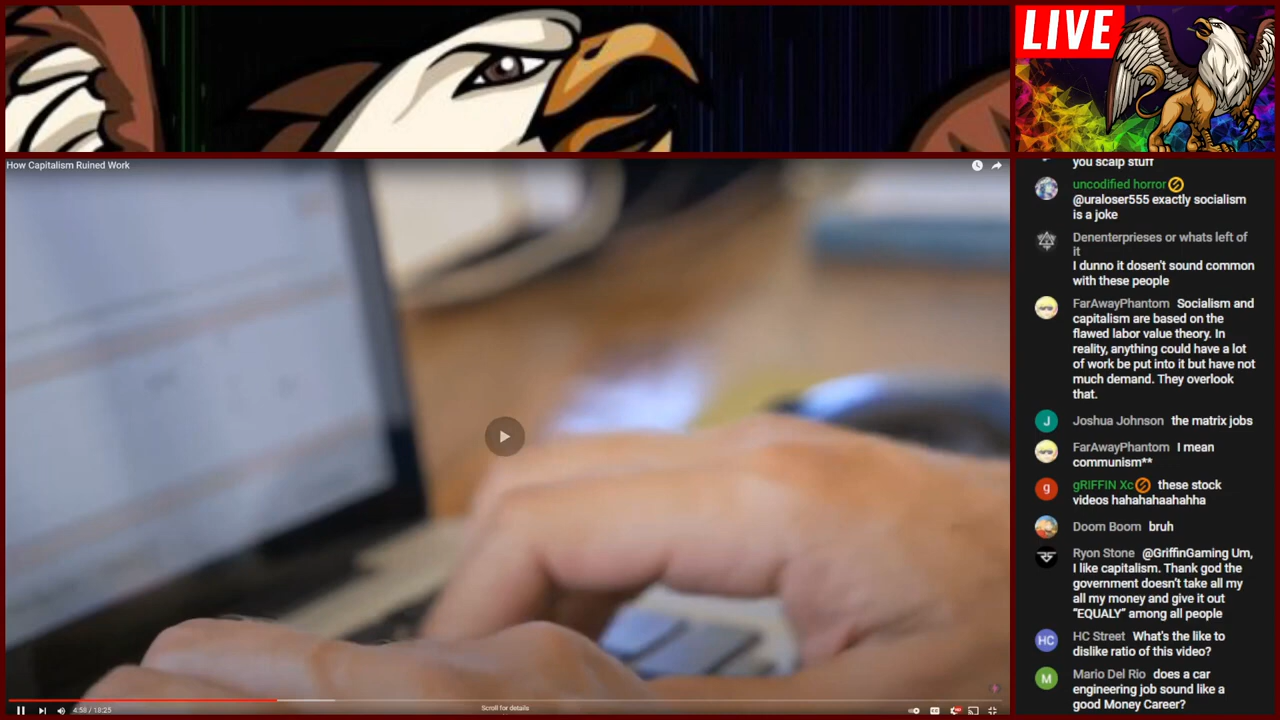 LIVE
How Capitalism Ruined Work
you scalp stuff
uncodified horror
@uraloser555 exactly socialism
is a joke
Denenterprieses or whats left of
it
I dunno it dosen't sound common
with these people
FarAwayPhantom Socialism and
capitalism are based on the
flawed labor value theory. In
reality, anything could have a lot
of work be put into it but have not
much demand. They overlook
that.
J Joshua Johnson the matrix jobs
FarAwayPhantom I mean
communism**
g gRIFFIN Xc these stock
videos hahahahaahahha
Doom Boom bruh
Ryon Stone @GriffinGaming Um,
I like capitalism. Thank god the
government doesn't take all my
all my money and give it out
"EQUALY" among all people
HC HC Street What's the like to
dislike ratio of this video?
M Mario Del Rio does a car
engineering job sound like a
good Money Career?
4:58 / 18:25
Scroll for details